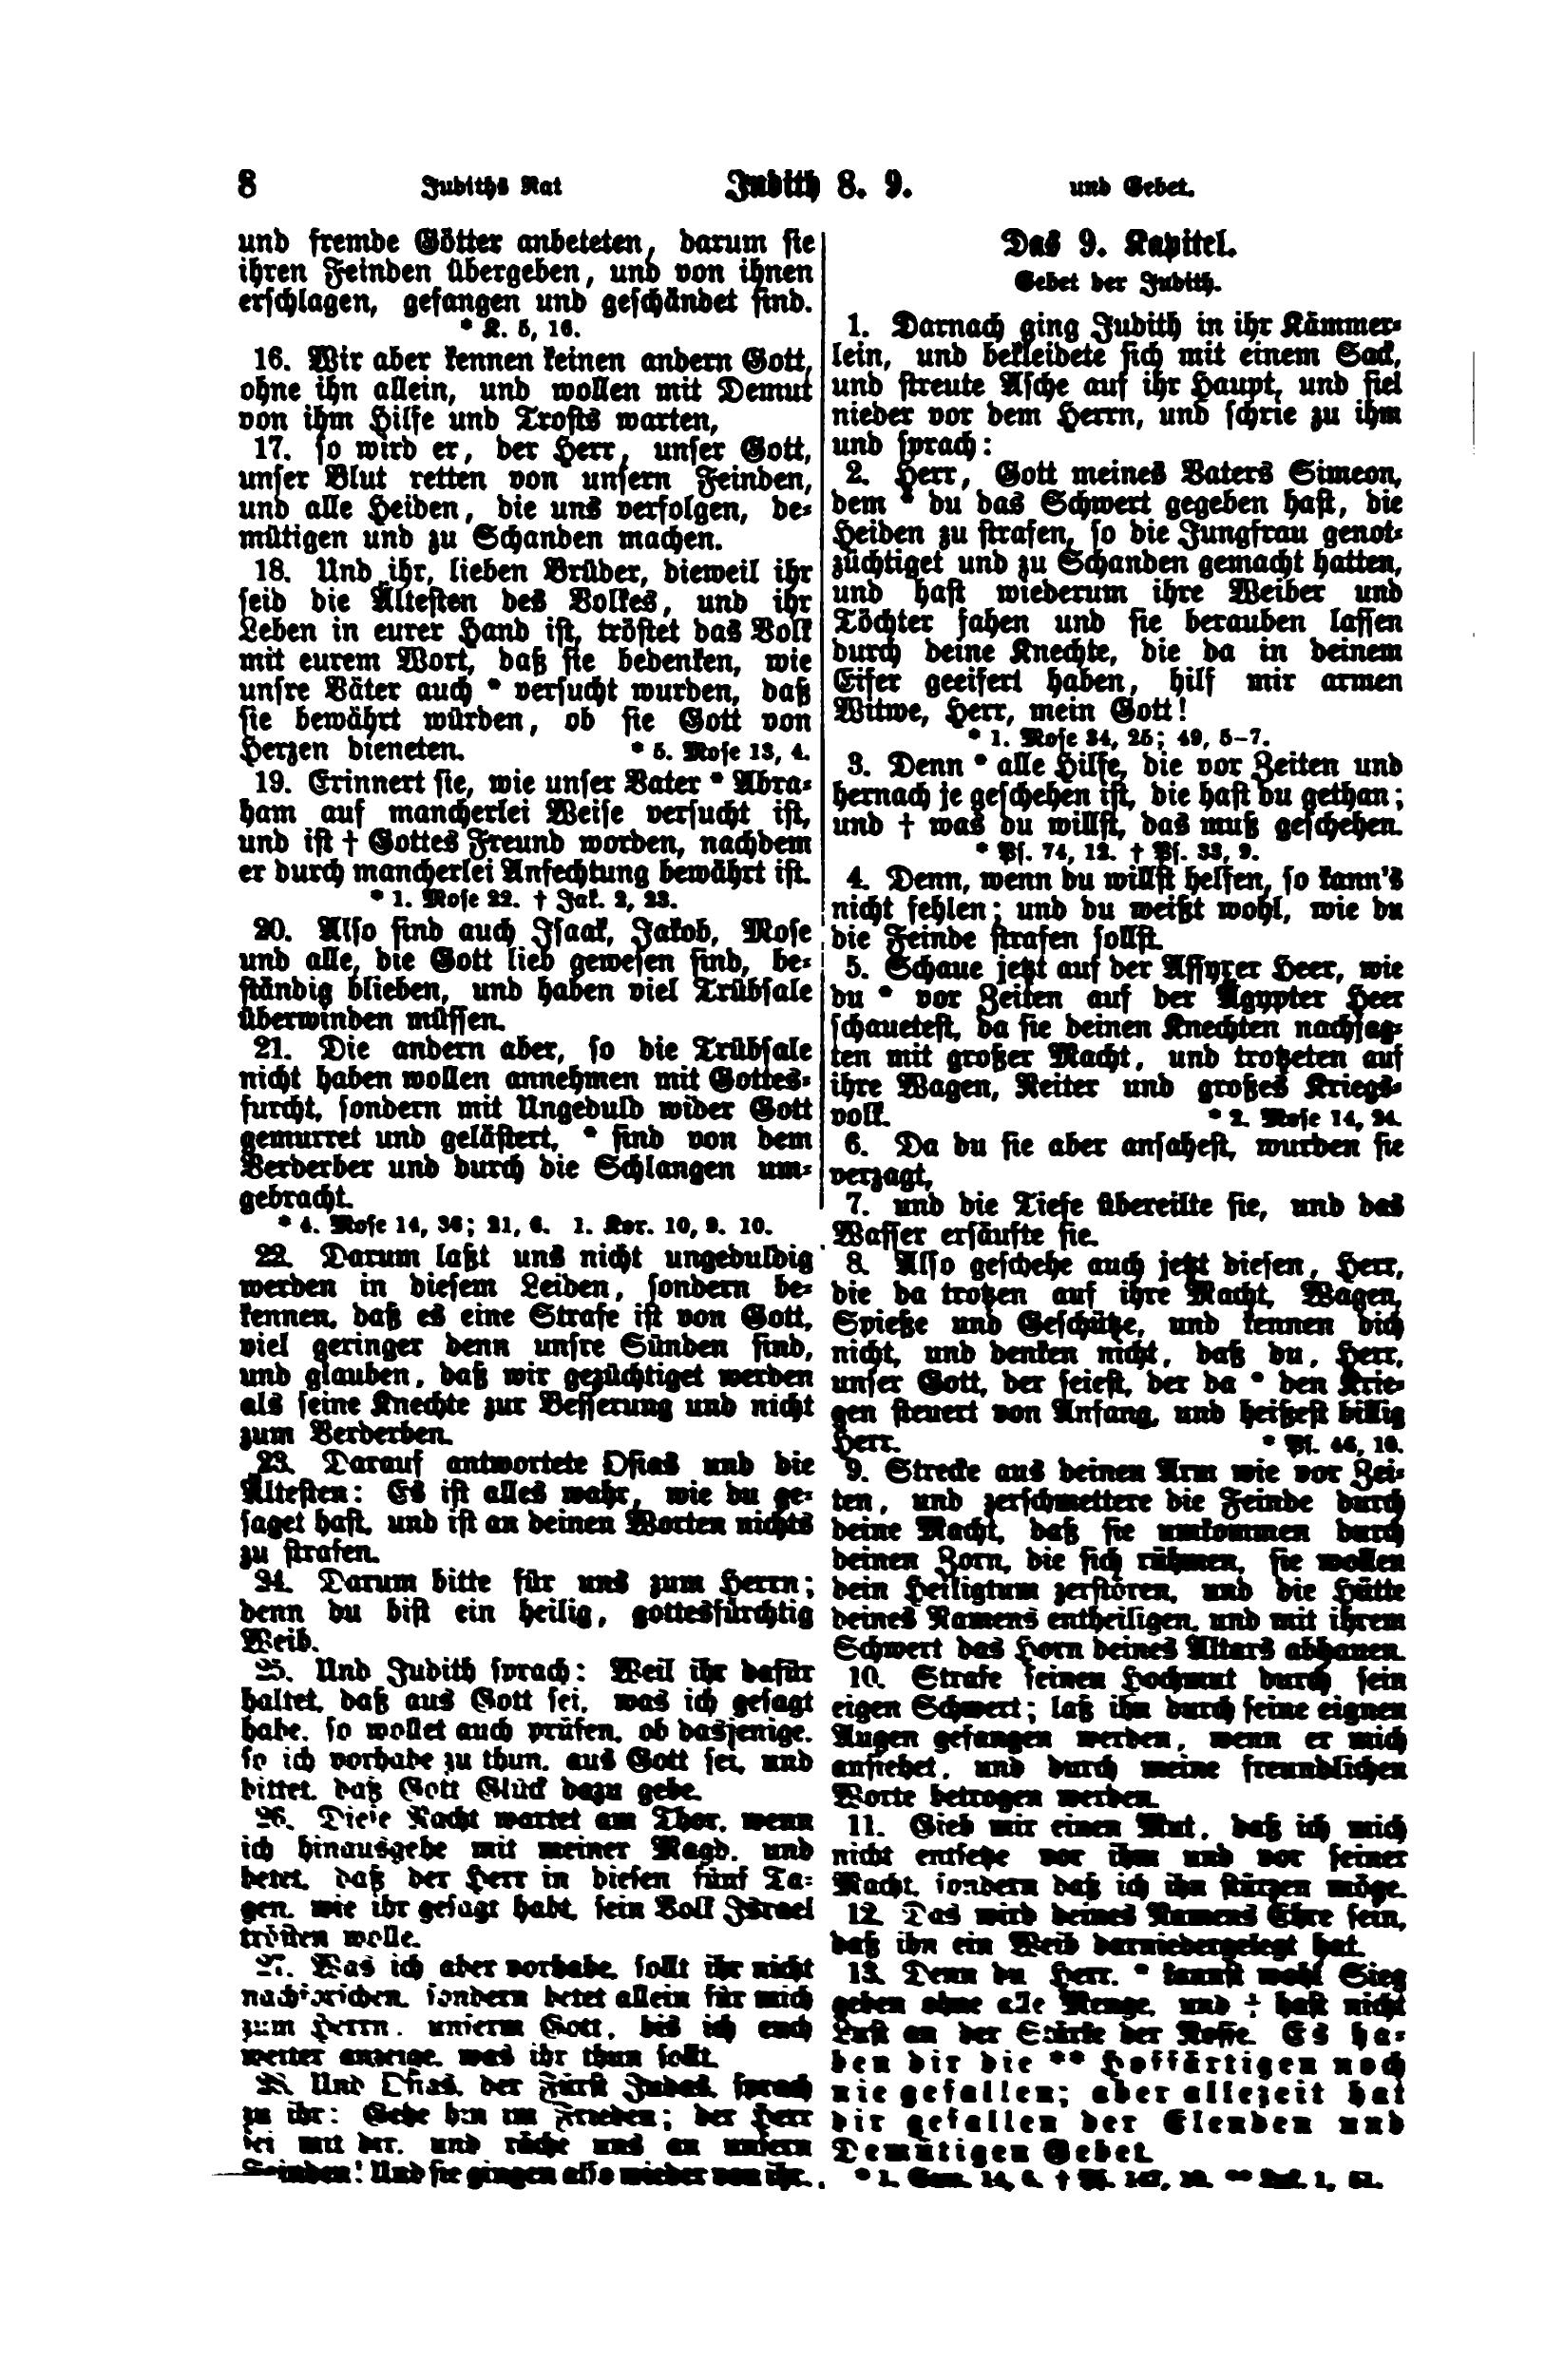 8 Judiths Rat Judith 8. 9. und Gebet.
und fremde Götter anbeteten, darum sie
ihren Feinden übergeben, und von ihnen
erschlagen, gefangen und geschändet sind.
* K. 5, 16.
16. Wir aber kennen keinen andern Gott,
ohne ihn allein, und wollen mit Demut
von ihm Hilfe und Trosts warten,
17. so wird er, der Herr, unser Gott,
unser Blut retten von unsern Feinden,
und alle Heiden, die uns verfolgen, de-
mütigen und zu Schanden machen.
18. Und ihr, lieben Brüder, dieweil ihr
seid die Ältesten des Volkes, und ihr
Leben in eurer Hand ist, tröstet das Volk
mit eurem Wort, daß sie bedenken, wie
unsre Väter auch * versucht wurden, daß
sie bewährt würden, ob sie Gott von
Herzen dieneten. * 5. Mose 13, 4.
19. Erinnert sie, wie unser Vater * Abra-
ham auf mancherlei Weise versucht ist,
und ist † Gottes Freund worden, nachdem
er durch mancherlei Anfechtung bewährt ist.
* 1. Mose 22. † Jak. 2, 23.
20. Also sind auch Isaak, Jakob, Mose
und alle, die Gott lieb gewesen sind, be-
ständig blieben, und haben viel Trübsale
überwinden müssen.
21. Die andern aber, so die Trübsale
nicht haben wollen annehmen mit Gottes-
furcht, sondern mit Ungeduld wider Gott
gemurret und gelästert, * sind von dem
Verderber und durch die Schlangen um-
gebracht.
* 4. Mose 14, 36; 21, 6. 1. Kor. 10, 9. 10.
22. Darum laßt uns nicht ungeduldig
werden in diesem Leiden, sondern be-
kennen, daß es eine Strafe ist von Gott,
viel geringer denn unsre Sünden sind,
und glauben, daß wir gezüchtiget werden
als seine Knechte zur Besserung und nicht
zum Verderben.
23. Darauf antwortete Osias und die
Ältesten: Es ist alles wahr, wie du ge-
saget hast, und ist an deinen Worten nichts
zu strafen.
24. Darum bitte für uns zum Herrn;
denn du bist ein heilig, gottesfürchtig
Weib.
25. Und Judith sprach: Weil ihr dafür
haltet, daß aus Gott sei, was ich gesagt
habe, so wollet auch prüfen, ob dasjenige,
so ich vorhabe zu thun, aus Gott sei, und
bittet, daß Gott Glück dazu gebe.
26. Diese Nacht wartet am Thor, wenn
ich hinausgehe mit meiner Magd, und
betet, daß der Herr in diesen fünf Ta-
gen, wie ihr gesagt habt, sein Volk Israel
trösten wolle.
27. Was ich aber vorhabe, sollt ihr nicht
nachforschen, sondern betet allein für mich
zum Herrn, unserm Gott, bis ich euch
weiter anzeige, was ihr thun sollt.
28. Und Osias, der Fürst Judas, sprach
zu ihr: Gehe hin im Frieden; der Herr
sei mit dir, und räche uns an unsern
Feinden! Und sie gingen also wieder von ihr.
Das 9. Kapitel.
Gebet der Judith.
1. Darnach ging Judith in ihr Kämmer-
lein, und bekleidete sich mit einem Sack,
und streute Asche auf ihr Haupt, und fiel
nieder vor dem Herrn, und schrie zu ihm
und sprach:
2. Herr, Gott meines Vaters Simeon,
dem * du das Schwert gegeben hast, die
Heiden zu strafen, so die Jungfrau genot-
züchtiget und zu Schanden gemacht hatten,
und hast wiederum ihre Weiber und
Töchter fahen und sie berauben lassen
durch deine Knechte, die da in deinem
Eifer geeifert haben, hilf mir armen
Witwe, Herr, mein Gott!
* 1. Mose 34, 25; 49, 5–7.
3. Denn * alle Hilfe, die vor Zeiten und
hernach je geschehen ist, die hast du gethan;
und † was du willst, das muß geschehen.
* Ps. 74, 12. † Ps. 33, 9.
4. Denn, wenn du willst helfen, so kann's
nicht fehlen; und du weißt wohl, wie du
die Feinde strafen sollst.
5. Schaue jetzt auf der Assyrer Heer, wie
du * vor Zeiten auf der Ägypter Heer
schauetest, da sie deinen Knechten nachjag-
ten mit großer Macht, und trotzeten auf
ihre Wagen, Reiter und großes Kriegs-
volk. * 2. Mose 14, 24.
6. Da du sie aber ansahest, wurden sie
verzagt,
7. und die Tiefe übereilte sie, und das
Wasser ersäufte sie.
8. Also geschehe auch jetzt diesen, Herr,
die da trotzen auf ihre Macht, Wagen,
Spieße und Geschütze, und kennen dich
nicht, und denken nicht, daß du, Herr,
unser Gott, der seiest, der da * den Krie-
gen steuert von Anfang, und heißest billig
Herr. * Ps. 46, 10.
9. Strecke aus deinen Arm wie vor Zei-
ten, und zerschmettere die Feinde durch
deine Macht, daß sie umkommen durch
deinen Zorn, die sich rühmen, sie wollen
dein Heiligtum zerstören, und die Hütte
deines Namens entheiligen, und mit ihrem
Schwert das Horn deines Altars abhauen.
10. Strafe seinen Hochmut durch sein
eigen Schwert; laß ihn durch seine eignen
Augen gefangen werden, wenn er mich
ansiehet, und durch meine freundlichen
Worte betrogen werden.
11. Gieb mir einen Mut, daß ich mich
nicht entsetze vor ihm und vor seiner
Macht, sondern daß ich ihn stürzen möge.
12. Das wird deines Namens Ehre sein,
daß ihn ein Weib darniedergelegt hat.
13. Denn du Herr, * kannst wohl Sieg
geben ohne alle Menge, und † hast nicht
Lust an der Stärke der Rosse. Es ha-
ben dir die ** Hoffärtigen noch
nie gefallen; aber allezeit hat
dir gefallen der Elenden und
Demütigen Gebet.
* 1. Sam. 14, 6. † Ps. 147, 10. ** Luk. 1, 51.